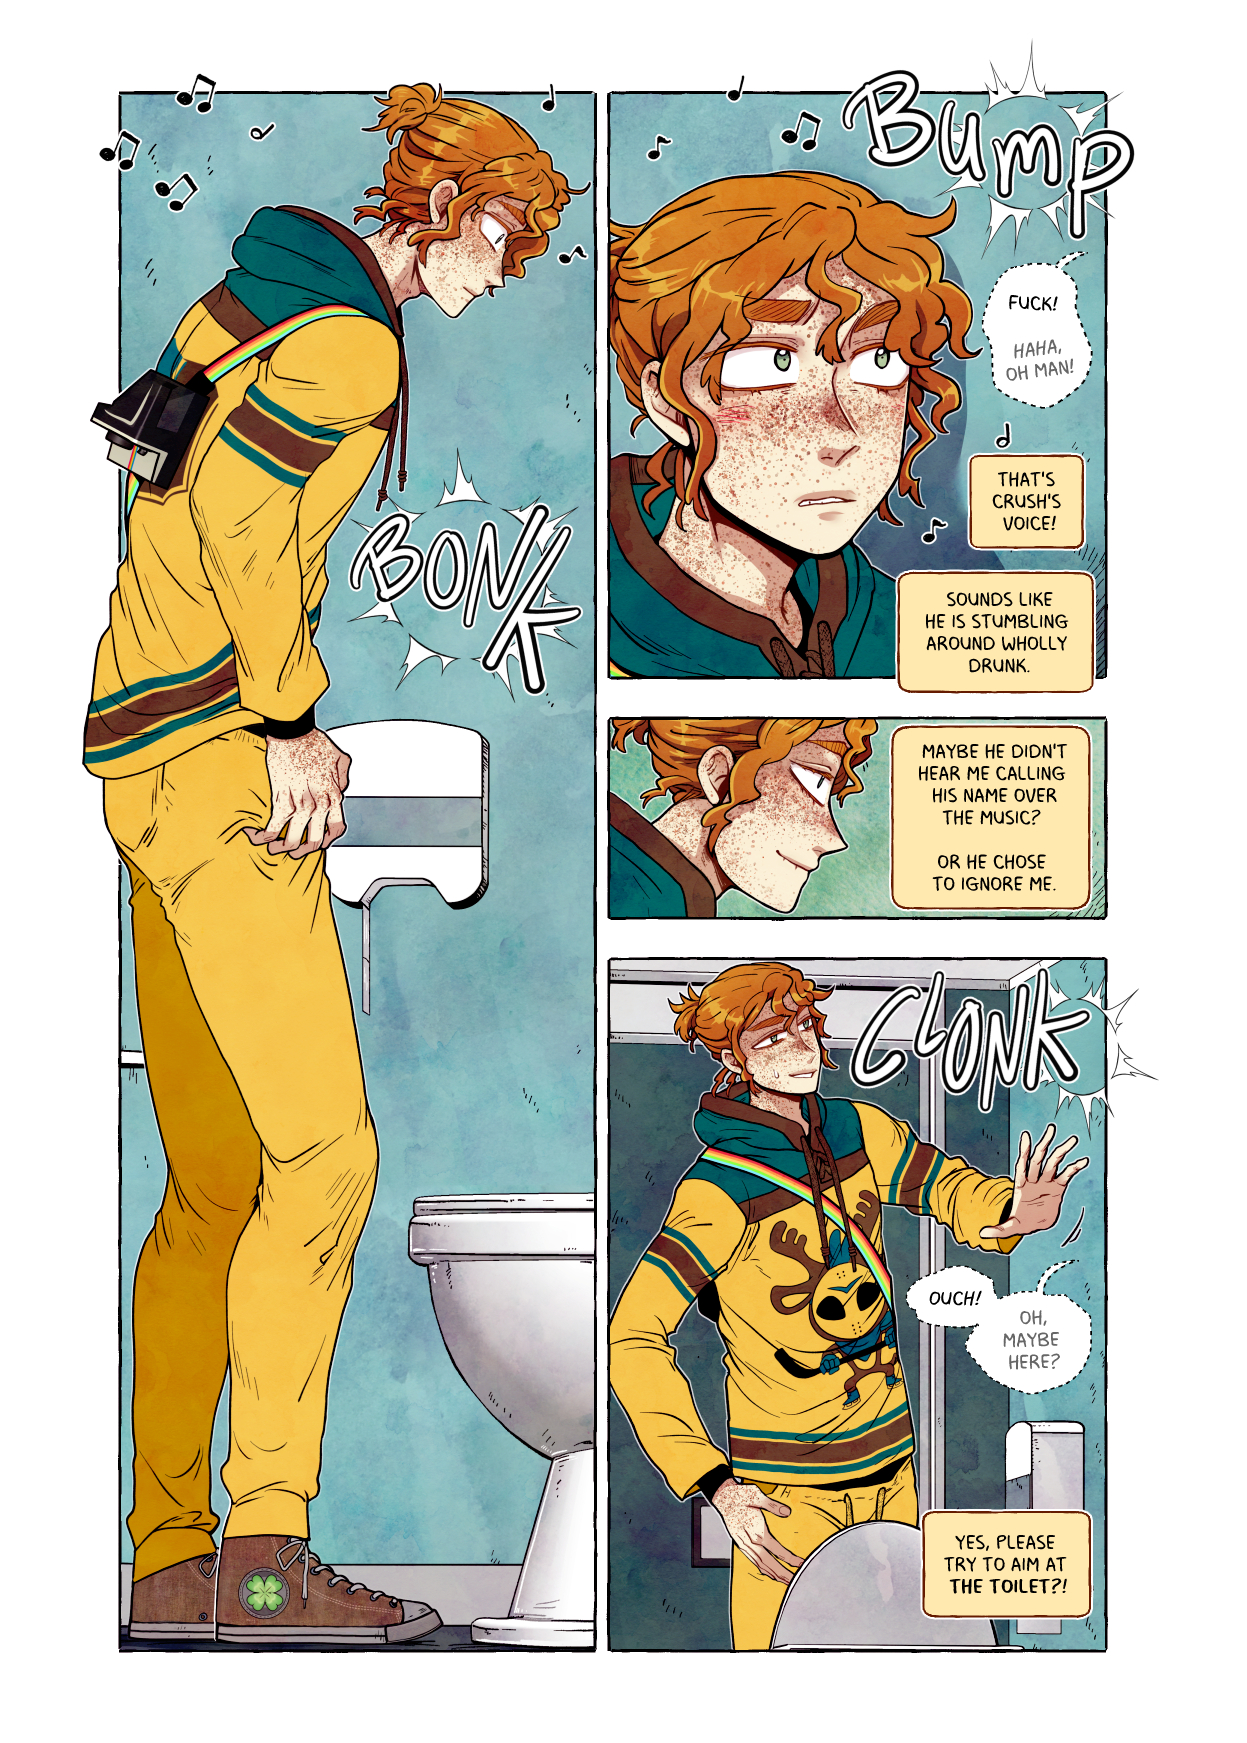 BONK
BUMP
FUCK!
HAHA,
OH MAN!
THAT'S
CRUSH'S
VOICE!
SOUNDS LIKE
HE IS STUMBLING
AROUND WHOLLY
DRUNK.
MAYBE HE DIDN'T
HEAR ME CALLING
HIS NAME OVER
THE MUSIC?
OR HE CHOSE
TO IGNORE ME.
CLONK
OUCH!
OH,
MAYBE
HERE?
YES, PLEASE
TRY TO AIM AT
THE TOILET?!